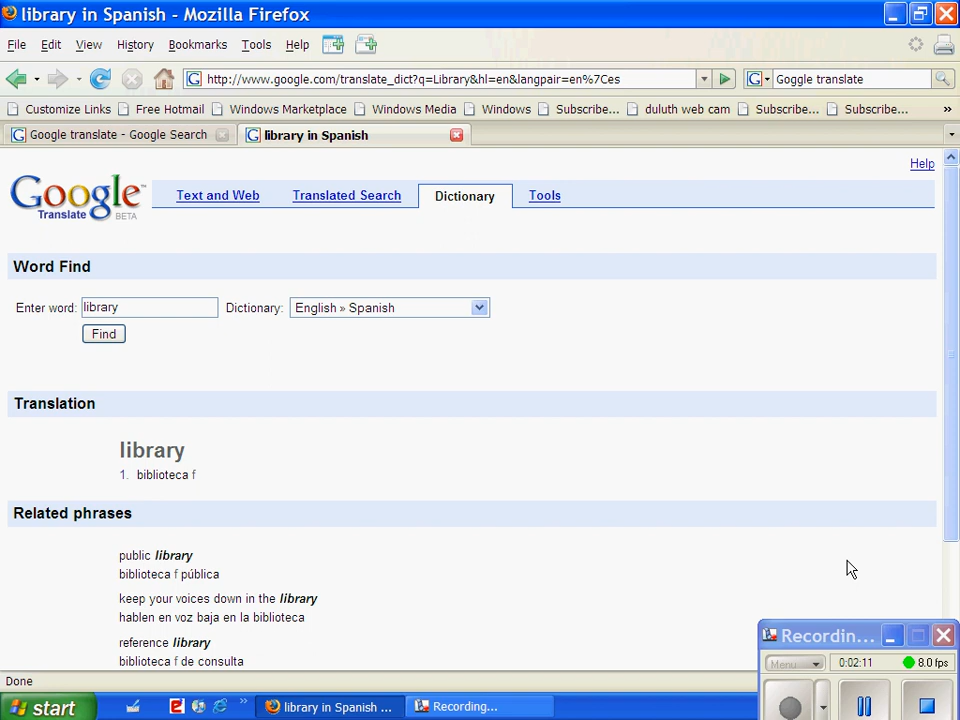 library in Spanish - Mozilla Firefox
File Edit View History Bookmarks Tools Help
http://www.google.com/translate_dict?q=Library&hl=en&langpair=en%7Ces
Google translate
Customize Links Free Hotmail Windows Marketplace Windows Media Windows Subscribe... duluth web cam Subscribe... Subscribe... »
Google translate - Google Search library in Spanish
Help
Google Translate BETA
Text and Web Translated Search Dictionary Tools
Word Find
Enter word: library Dictionary: English » Spanish
Find
Translation
library
1. biblioteca f
Related phrases
public library
biblioteca f pública
keep your voices down in the library
hablen en voz baja en la biblioteca
reference library
biblioteca f de consulta
Recordin...
Menu 0:02:11 8.0 fps
Done
start » library in Spanish ... Recording...